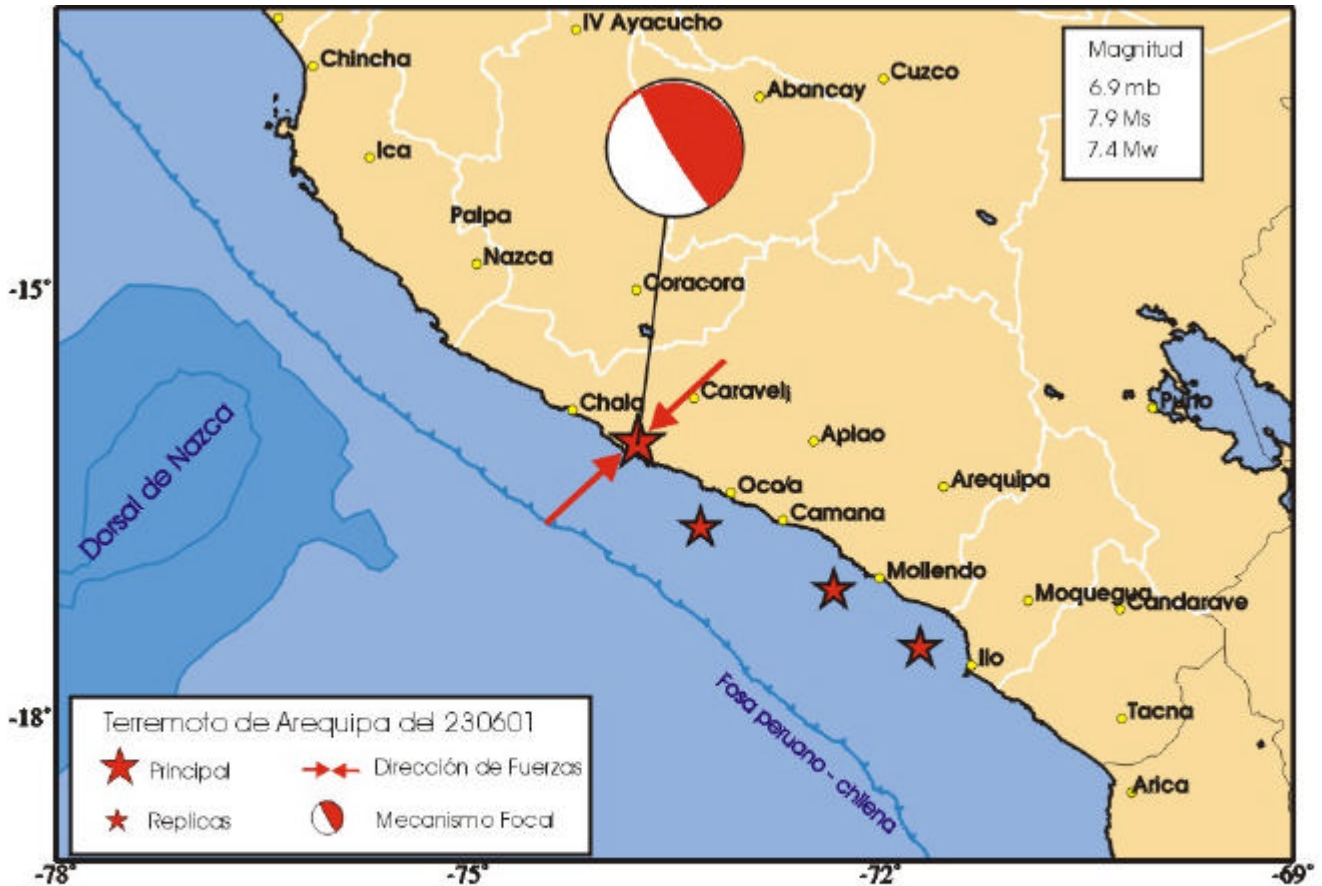 IV Ayacucho
Chincha
Cuzco
Abancay
Magnitud
6.9 mb
7.9 Ms
7.4 Mw
Ica
Palpa
Nazca
Coracora
-15°
Chala
Caraveli
Puno
Aplao
Dorsal de Nazca
Arequipa
Ocoña
Camana
Mollendo
Moquegua
Candarave
Ilo
Fosa peruano - chilena
-18°
Tacna
Arica
Terremoto de Arequipa del 230601
Principal
Dirección de Fuerzas
Replicas
Mecanismo Focal
-78°
-75°
-72°
-69°